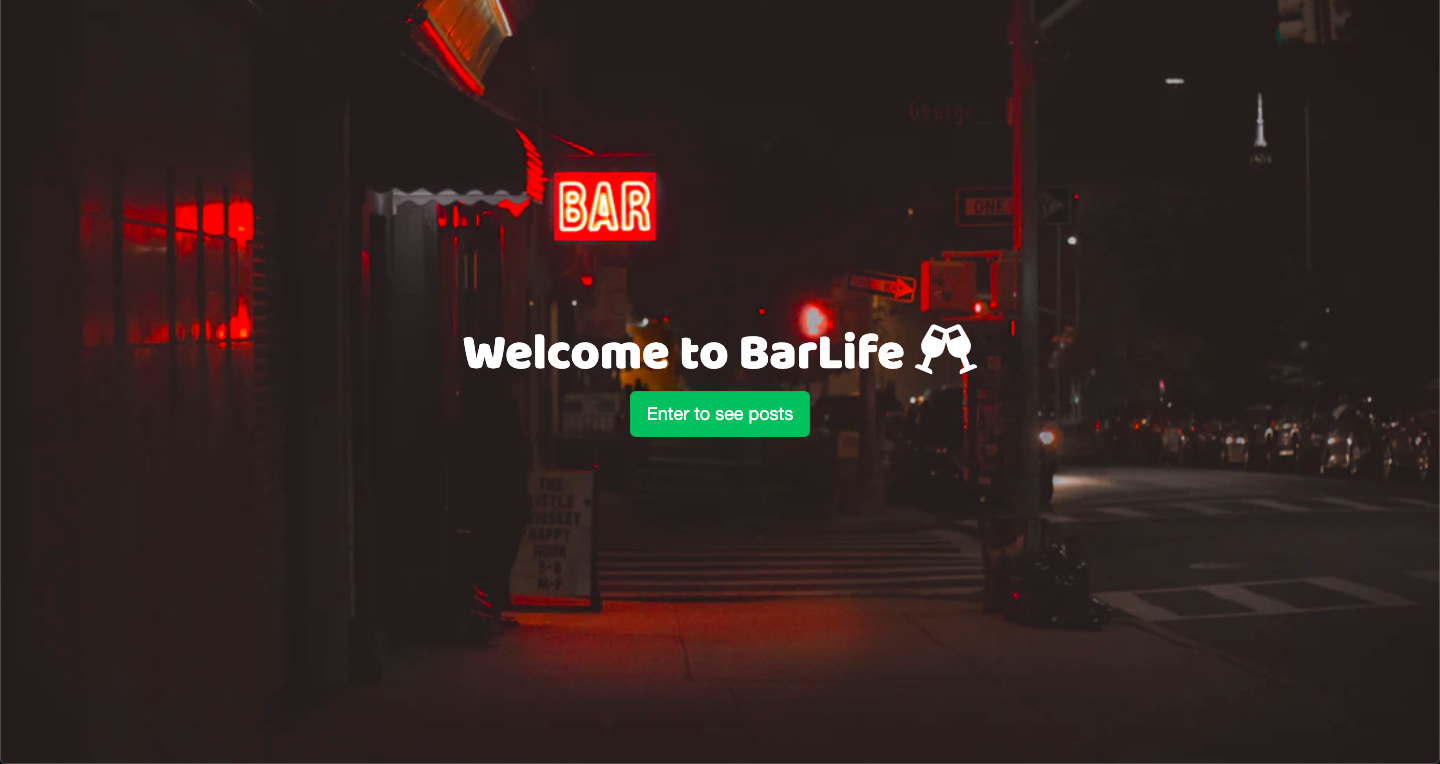 George
BAR
ONE
Welcome to BarLife
Enter to see posts
THE
LITTLE
WHISKEY
HAPPY
HOUR
5-8
M-F